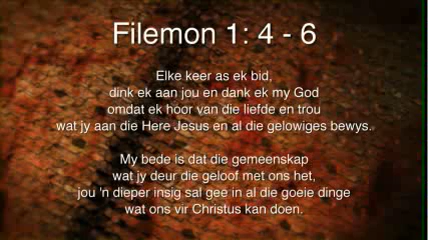 Filemon 1: 4 - 6
Elke keer as ek bid,
dink ek aan jou en dank ek my God
omdat ek hoor van die liefde en trou
wat jy aan die Here Jesus en al die gelowiges bewys.
My bede is dat die gemeenskap
wat jy deur die geloof met ons het,
jou 'n dieper insig sal gee in al die goeie dinge
wat ons vir Christus kan doen.